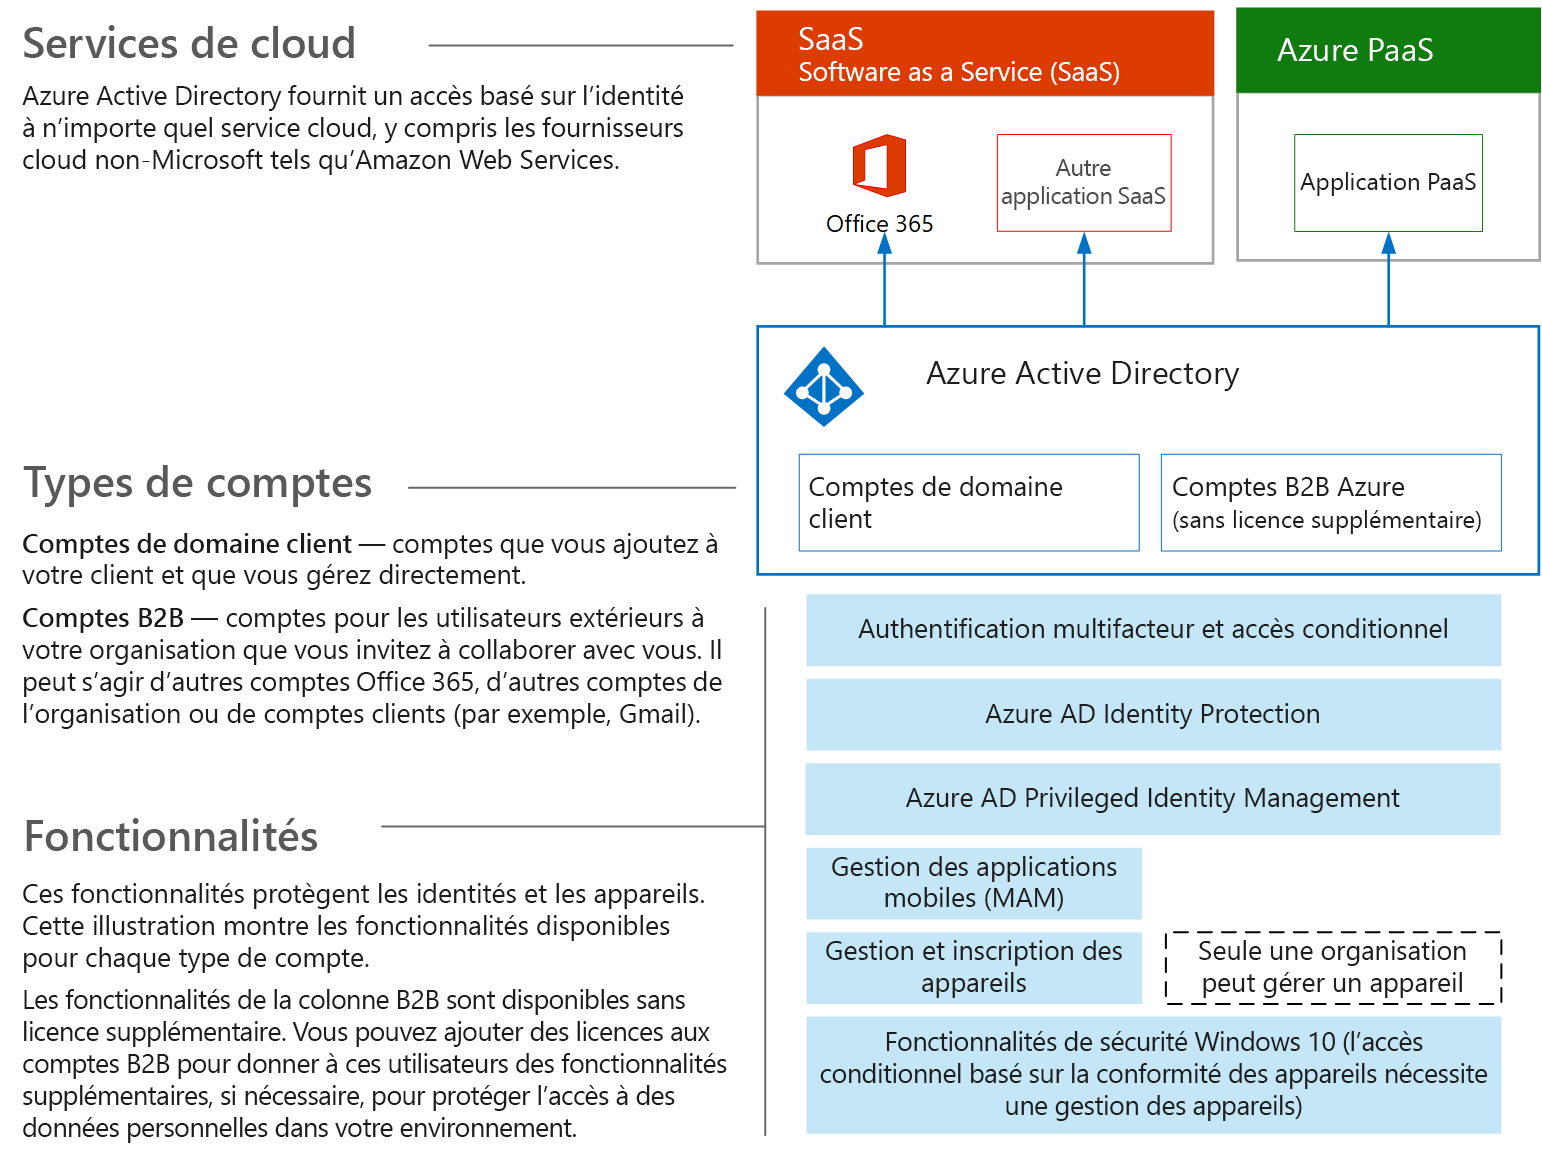 Services de cloud
Azure Active Directory fournit un accès basé sur l’identité
à n’importe quel service cloud, y compris les fournisseurs
cloud non-Microsoft tels qu’Amazon Web Services.
SaaS
Software as a Service (SaaS)
Azure PaaS
Office 365
Autre
application SaaS
Application PaaS
Azure Active Directory
Comptes de domaine
client
Comptes B2B Azure
(sans licence supplémentaire)
Types de comptes
Comptes de domaine client — comptes que vous ajoutez à
votre client et que vous gérez directement.
Comptes B2B — comptes pour les utilisateurs extérieurs à
votre organisation que vous invitez à collaborer avec vous. Il
peut s’agir d’autres comptes Office 365, d’autres comptes de
l’organisation ou de comptes clients (par exemple, Gmail).
Fonctionnalités
Ces fonctionnalités protègent les identités et les appareils.
Cette illustration montre les fonctionnalités disponibles
pour chaque type de compte.
Les fonctionnalités de la colonne B2B sont disponibles sans
licence supplémentaire. Vous pouvez ajouter des licences aux
comptes B2B pour donner à ces utilisateurs des fonctionnalités
supplémentaires, si nécessaire, pour protéger l’accès à des
données personnelles dans votre environnement.
Authentification multifacteur et accès conditionnel
Azure AD Identity Protection
Azure AD Privileged Identity Management
Gestion des applications
mobiles (MAM)
Gestion et inscription des
appareils
Seule une organisation
peut gérer un appareil
Fonctionnalités de sécurité Windows 10 (l’accès
conditionnel basé sur la conformité des appareils nécessite
une gestion des appareils)